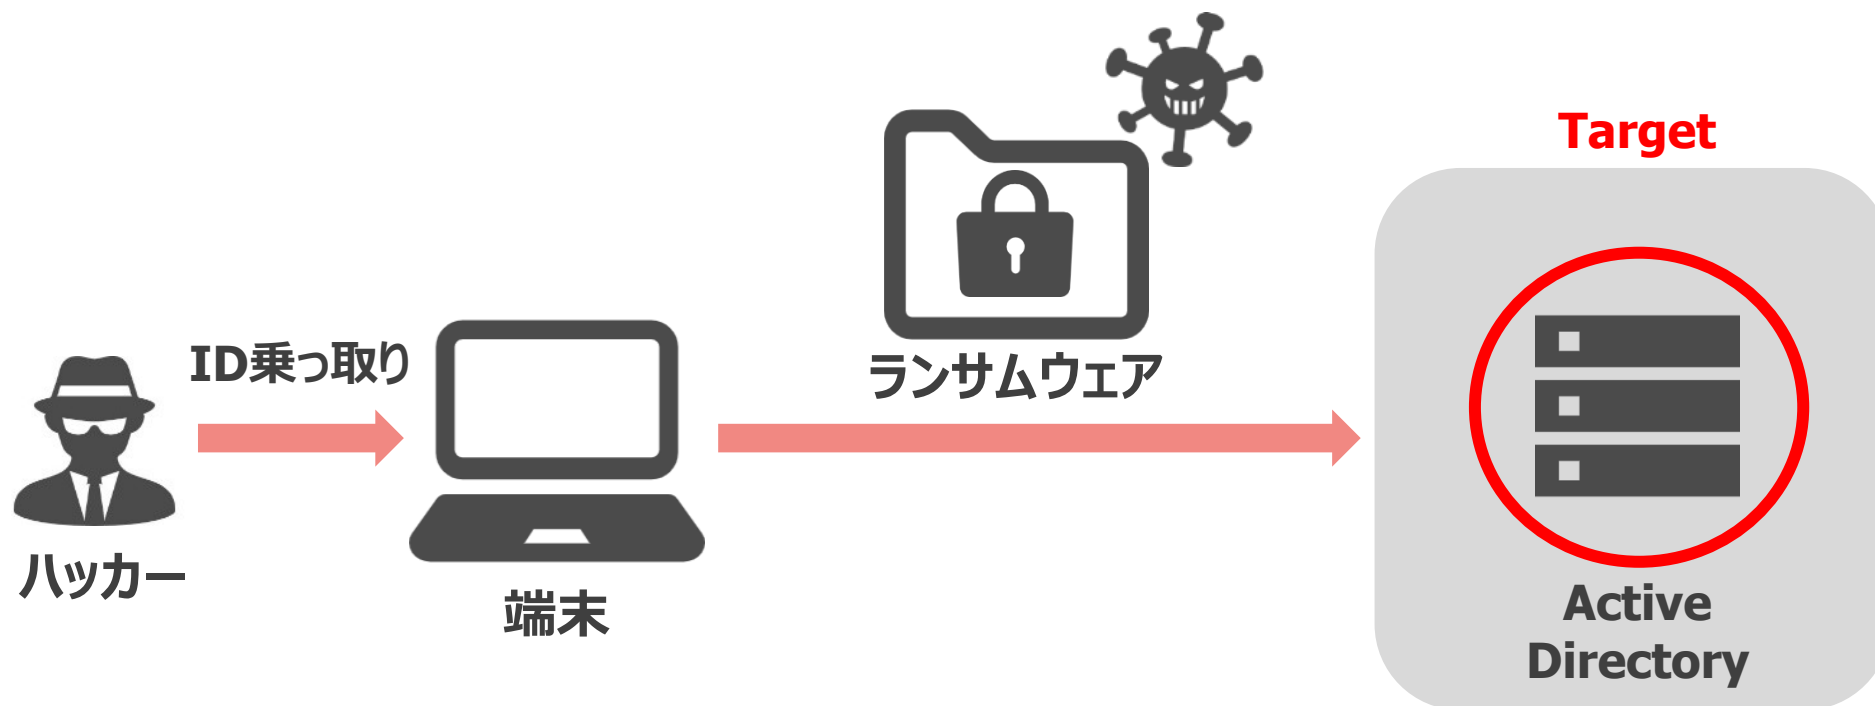 ハッカー
ID乗っ取り
端末
ランサムウェア
Target
Active
Directory